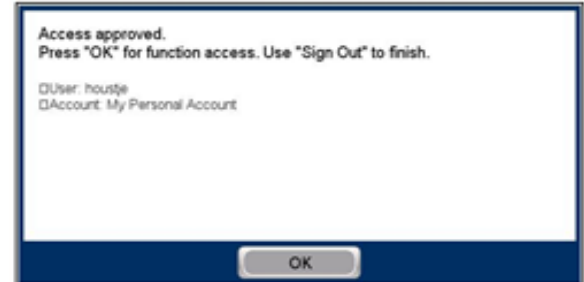 Access approved.
Press "OK" for function access. Use "Sign Out" to finish.
□User: houstje
□Account: My Personal Account
OK